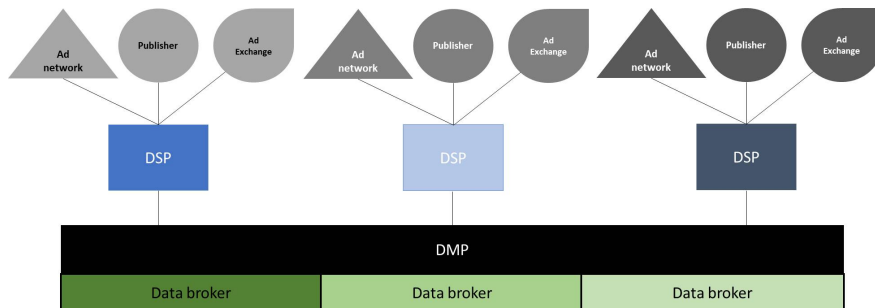 Ad
network
Publisher
Ad
Exchange
Ad
network
Publisher
Ad
Exchange
Ad
network
Publisher
Ad
Exchange
DSP
DSP
DSP
DMP
Data broker
Data broker
Data broker